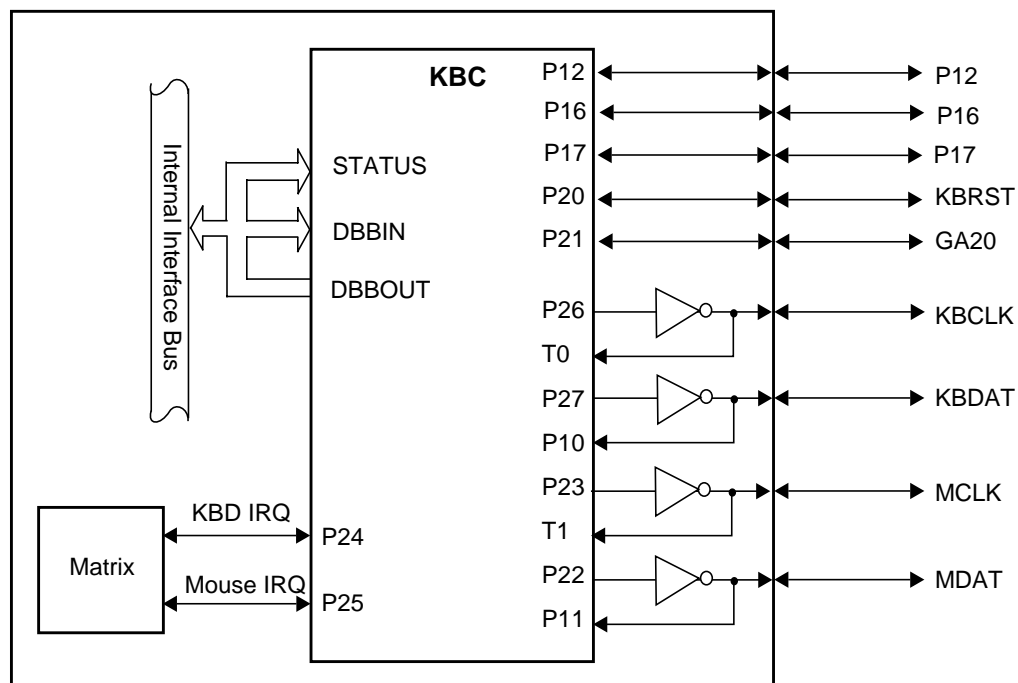 KBC
Internal Interface Bus
STATUS
DBBIN
DBBOUT
P12
P16
P17
P20
P21
P26
T0
P27
P10
P23
T1
P22
P11
P12
P16
P17
KBRST
GA20
KBCLK
KBDAT
MCLK
MDAT
Matrix
KBD IRQ
Mouse IRQ
P24
P25